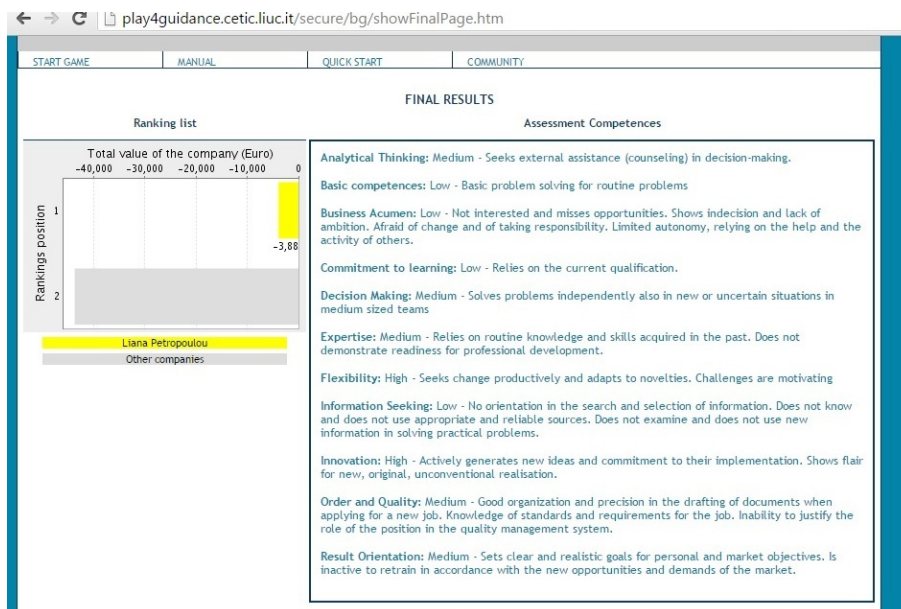 play4guidance.cetic.liuc.it/secure/bg/showFinalPage.htm
START GAME MANUAL QUICK START COMMUNITY
FINAL RESULTS
Ranking list
Total value of the company (Euro)
-40,000 -30,000 -20,000 -10,000 0
Rankings position
1
-3,88
2
Liana Petropoulou
Other companies
Assessment Competences
Analytical Thinking: Medium - Seeks external assistance (counseling) in decision-making.
Basic competences: Low - Basic problem solving for routine problems
Business Acumen: Low - Not interested and misses opportunities. Shows indecision and lack of
ambition. Afraid of change and of taking responsibility. Limited autonomy, relying on the help and the
activity of others.
Commitment to learning: Low - Relies on the current qualification.
Decision Making: Medium - Solves problems independently also in new or uncertain situations in
medium sized teams
Expertise: Medium - Relies on routine knowledge and skills acquired in the past. Does not
demonstrate readiness for professional development.
Flexibility: High - Seeks change productively and adapts to novelties. Challenges are motivating
Information Seeking: Low - No orientation in the search and selection of information. Does not know
and does not use appropriate and reliable sources. Does not examine and does not use new
information in solving practical problems.
Innovation: High - Actively generates new ideas and commitment to their implementation. Shows flair
for new, original, unconventional realisation.
Order and Quality: Medium - Good organization and precision in the drafting of documents when
applying for a new job. Knowledge of standards and requirements for the job. Inability to justify the
role of the position in the quality management system.
Result Orientation: Medium - Sets clear and realistic goals for personal and market objectives. Is
inactive to retrain in accordance with the new opportunities and demands of the market.